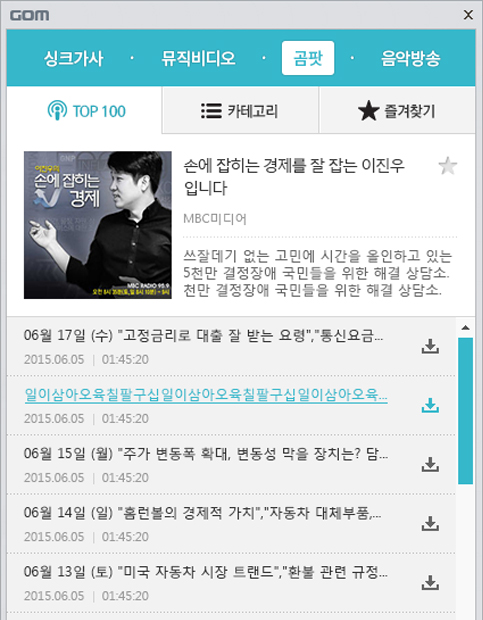 GOM
싱크가사 · 뮤직비디오 · 곰팟 · 음악방송
TOP 100 카테고리 즐겨찾기
이진우의
손에 잡히는
경제
MBC RADIO 95.9
손에 잡히는 경제를 잘 잡는 이진우
입니다
MBC미디어
쓰잘데기 없는 고민에 시간을 올인하고 있는
5천만 결정장애 국민들을 위한 해결 상담소.
천만 결정장애 국민들을 위한 해결 상담소.
06월 17일 (수) "고정금리로 대출 잘 받는 요령","통신요금...
2015.06.05 | 01:45:20
일이삼아오육칠팔구십일이삼아오육칠팔구십일이삼아오육...
2015.06.05 | 01:45:20
06월 15일 (월) "주가 변동폭 확대, 변동성 막을 장치는? 담...
2015.06.05 | 01:45:20
06월 14일 (일) "홈런볼의 경제적 가치","자동차 대체부품,...
2015.06.05 | 01:45:20
06월 13일 (토) "미국 자동차 시장 트랜드","환불 관련 규정...
2015.06.05 | 01:45:20